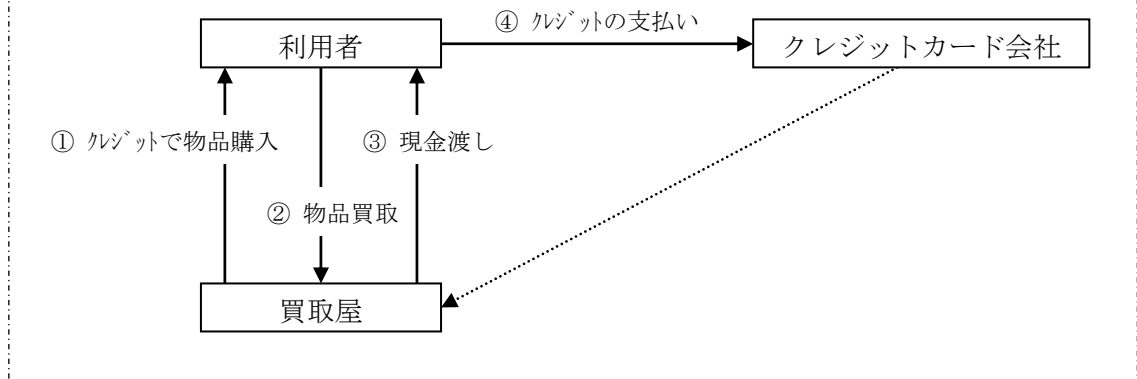 ④ ｸﾚｼﾞｯﾄの支払い
利用者
クレジットカード会社
① ｸﾚｼﾞｯﾄで物品購入
③ 現金渡し
② 物品買取
買取屋